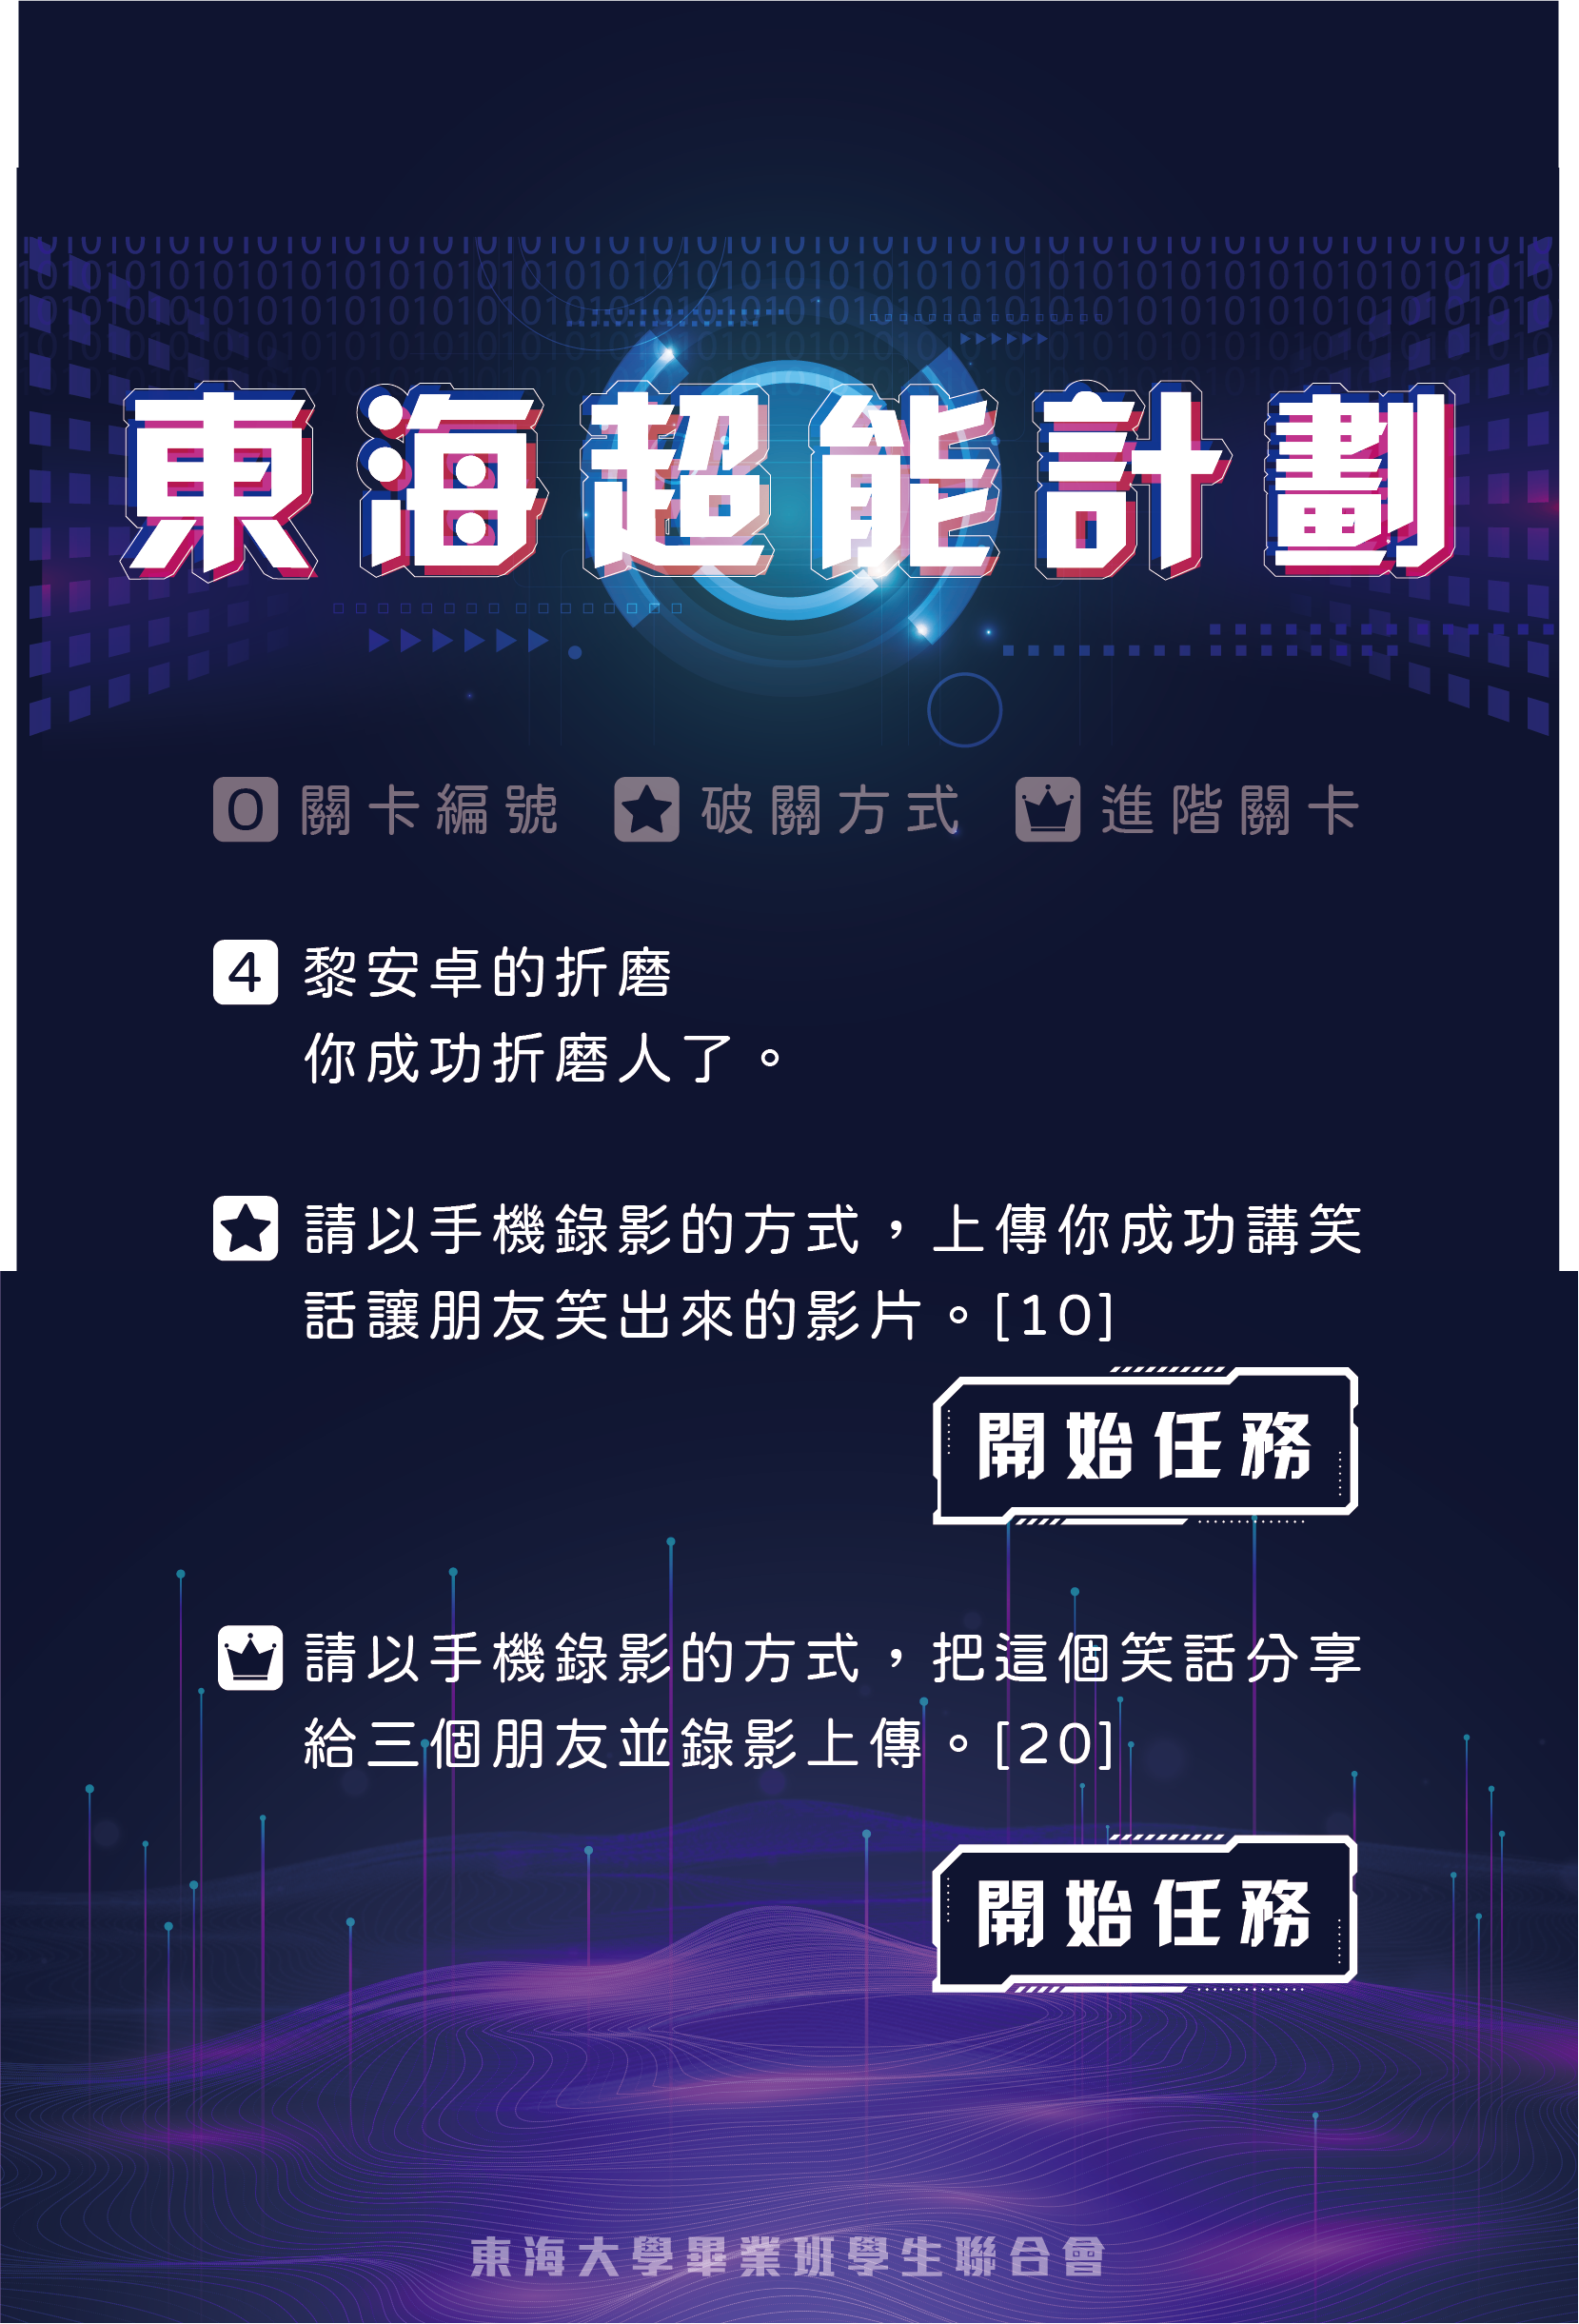 東海超能計劃
0 關卡編號 破關方式 進階關卡
4 黎安卓的折磨
你成功折磨人了。
請以手機錄影的方式，上傳你成功講笑
話讓朋友笑出來的影片。[10]
開始任務
請以手機錄影的方式，把這個笑話分享
給三個朋友並錄影上傳。[20]
開始任務
東海大學畢業班學生聯合會